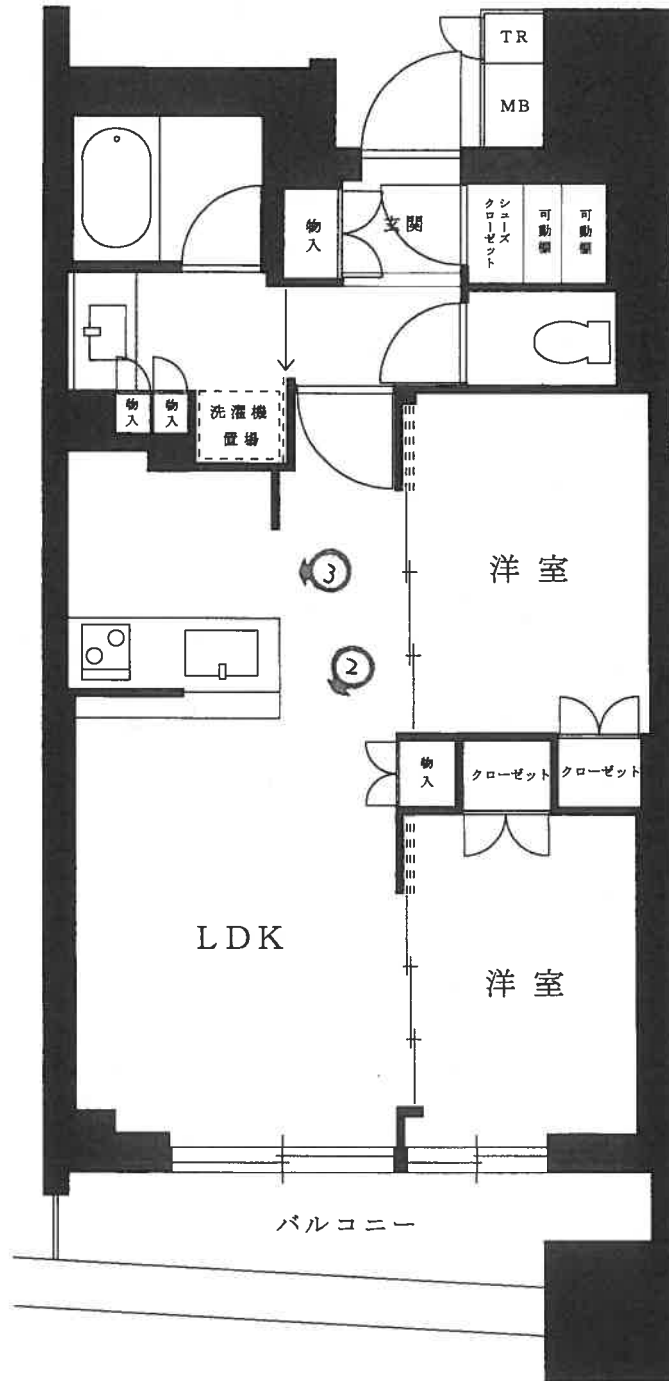 TR
MB
物入
玄関
シューズ
クローゼット
可動棚
可動棚
物入
物入
洗濯機
置場
洋室
3
2
物入
クローゼット
クローゼット
LDK
洋室
バルコニー